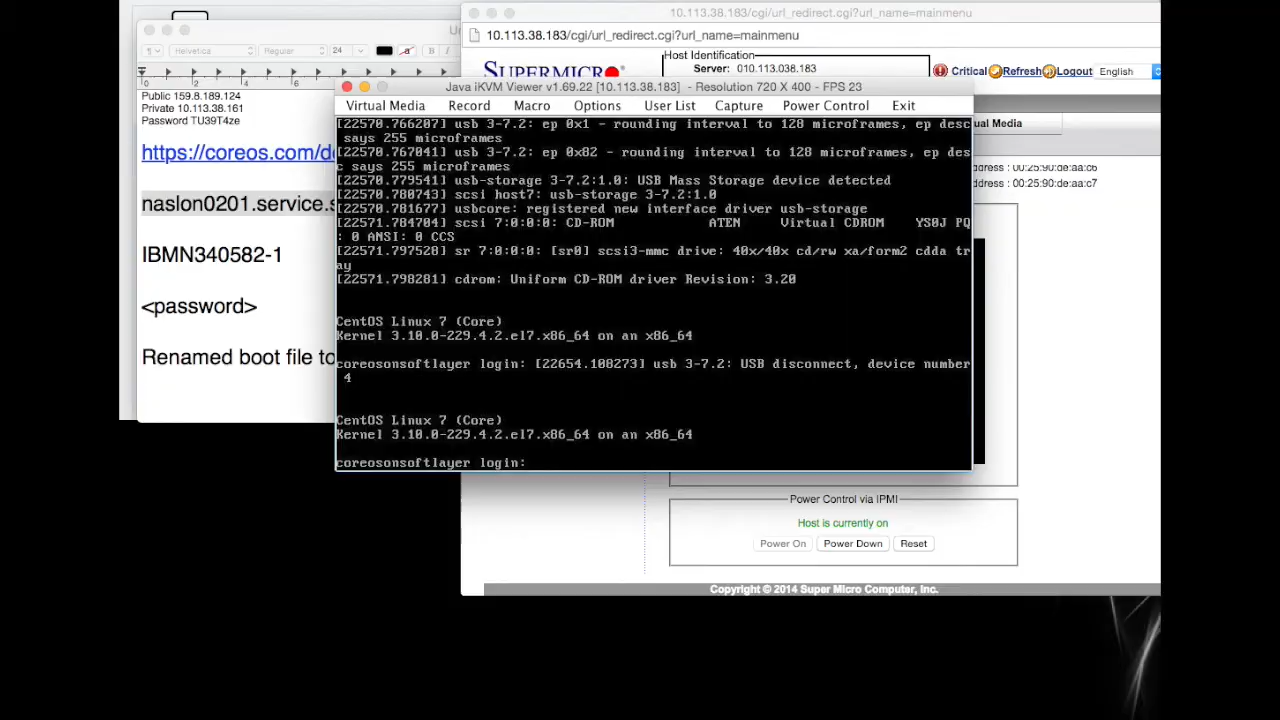 10.113.38.183/cgi/url_redirect.cgi?url_name=mainmenu
10.113.38.183/cgi/url_redirect.cgi?url_name=mainmenu
Helvetica
Regular
24
a
B
I
0
2
4
6
Public 159.8.189.124
Private 10.113.38.161
Password TU39T4ze
https://coreos.com/d
naslon0201.service.s
IBMN340582-1
<password>
Renamed boot file to
SUPERMICRO
Host Identification
Server: 010.113.038.183
Critical
Refresh
Logout
English
Java iKVM Viewer v1.69.22 [10.113.38.183] - Resolution 720 X 400 - FPS 23
Virtual Media Record Macro Options User List Capture Power Control Exit
[22570.766207] usb 3-7.2: ep 0x1 - rounding interval to 128 microframes, ep desc
says 255 microframes
[22570.767041] usb 3-7.2: ep 0x82 - rounding interval to 128 microframes, ep des
c says 255 microframes
[22570.779541] usb-storage 3-7.2:1.0: USB Mass Storage device detected
[22570.780743] scsi host7: usb-storage 3-7.2:1.0
[22570.781677] usbcore: registered new interface driver usb-storage
[22571.784704] scsi 7:0:0:0: CD-ROM ATEN Virtual CDROM YS0J PQ
: 0 ANSI: 0 CCS
[22571.797528] sr 7:0:0:0: [sr0] scsi3-mmc drive: 40x/40x cd/rw xa/form2 cdda tr
ay
[22571.798281] cdrom: Uniform CD-ROM driver Revision: 3.20
CentOS Linux 7 (Core)
Kernel 3.10.0-229.4.2.el7.x86_64 on an x86_64
coreosonsoftlayer login: [22654.108273] usb 3-7.2: USB disconnect, device number
4
CentOS Linux 7 (Core)
Kernel 3.10.0-229.4.2.el7.x86_64 on an x86_64
coreosonsoftlayer login:
ual Media
ddress : 00:25:90:de:aa:c6
ddress : 00:25:90:de:aa:c7
Power Control via IPMI
Host is currently on
Power On
Power Down
Reset
Copyright © 2014 Super Micro Computer, Inc.